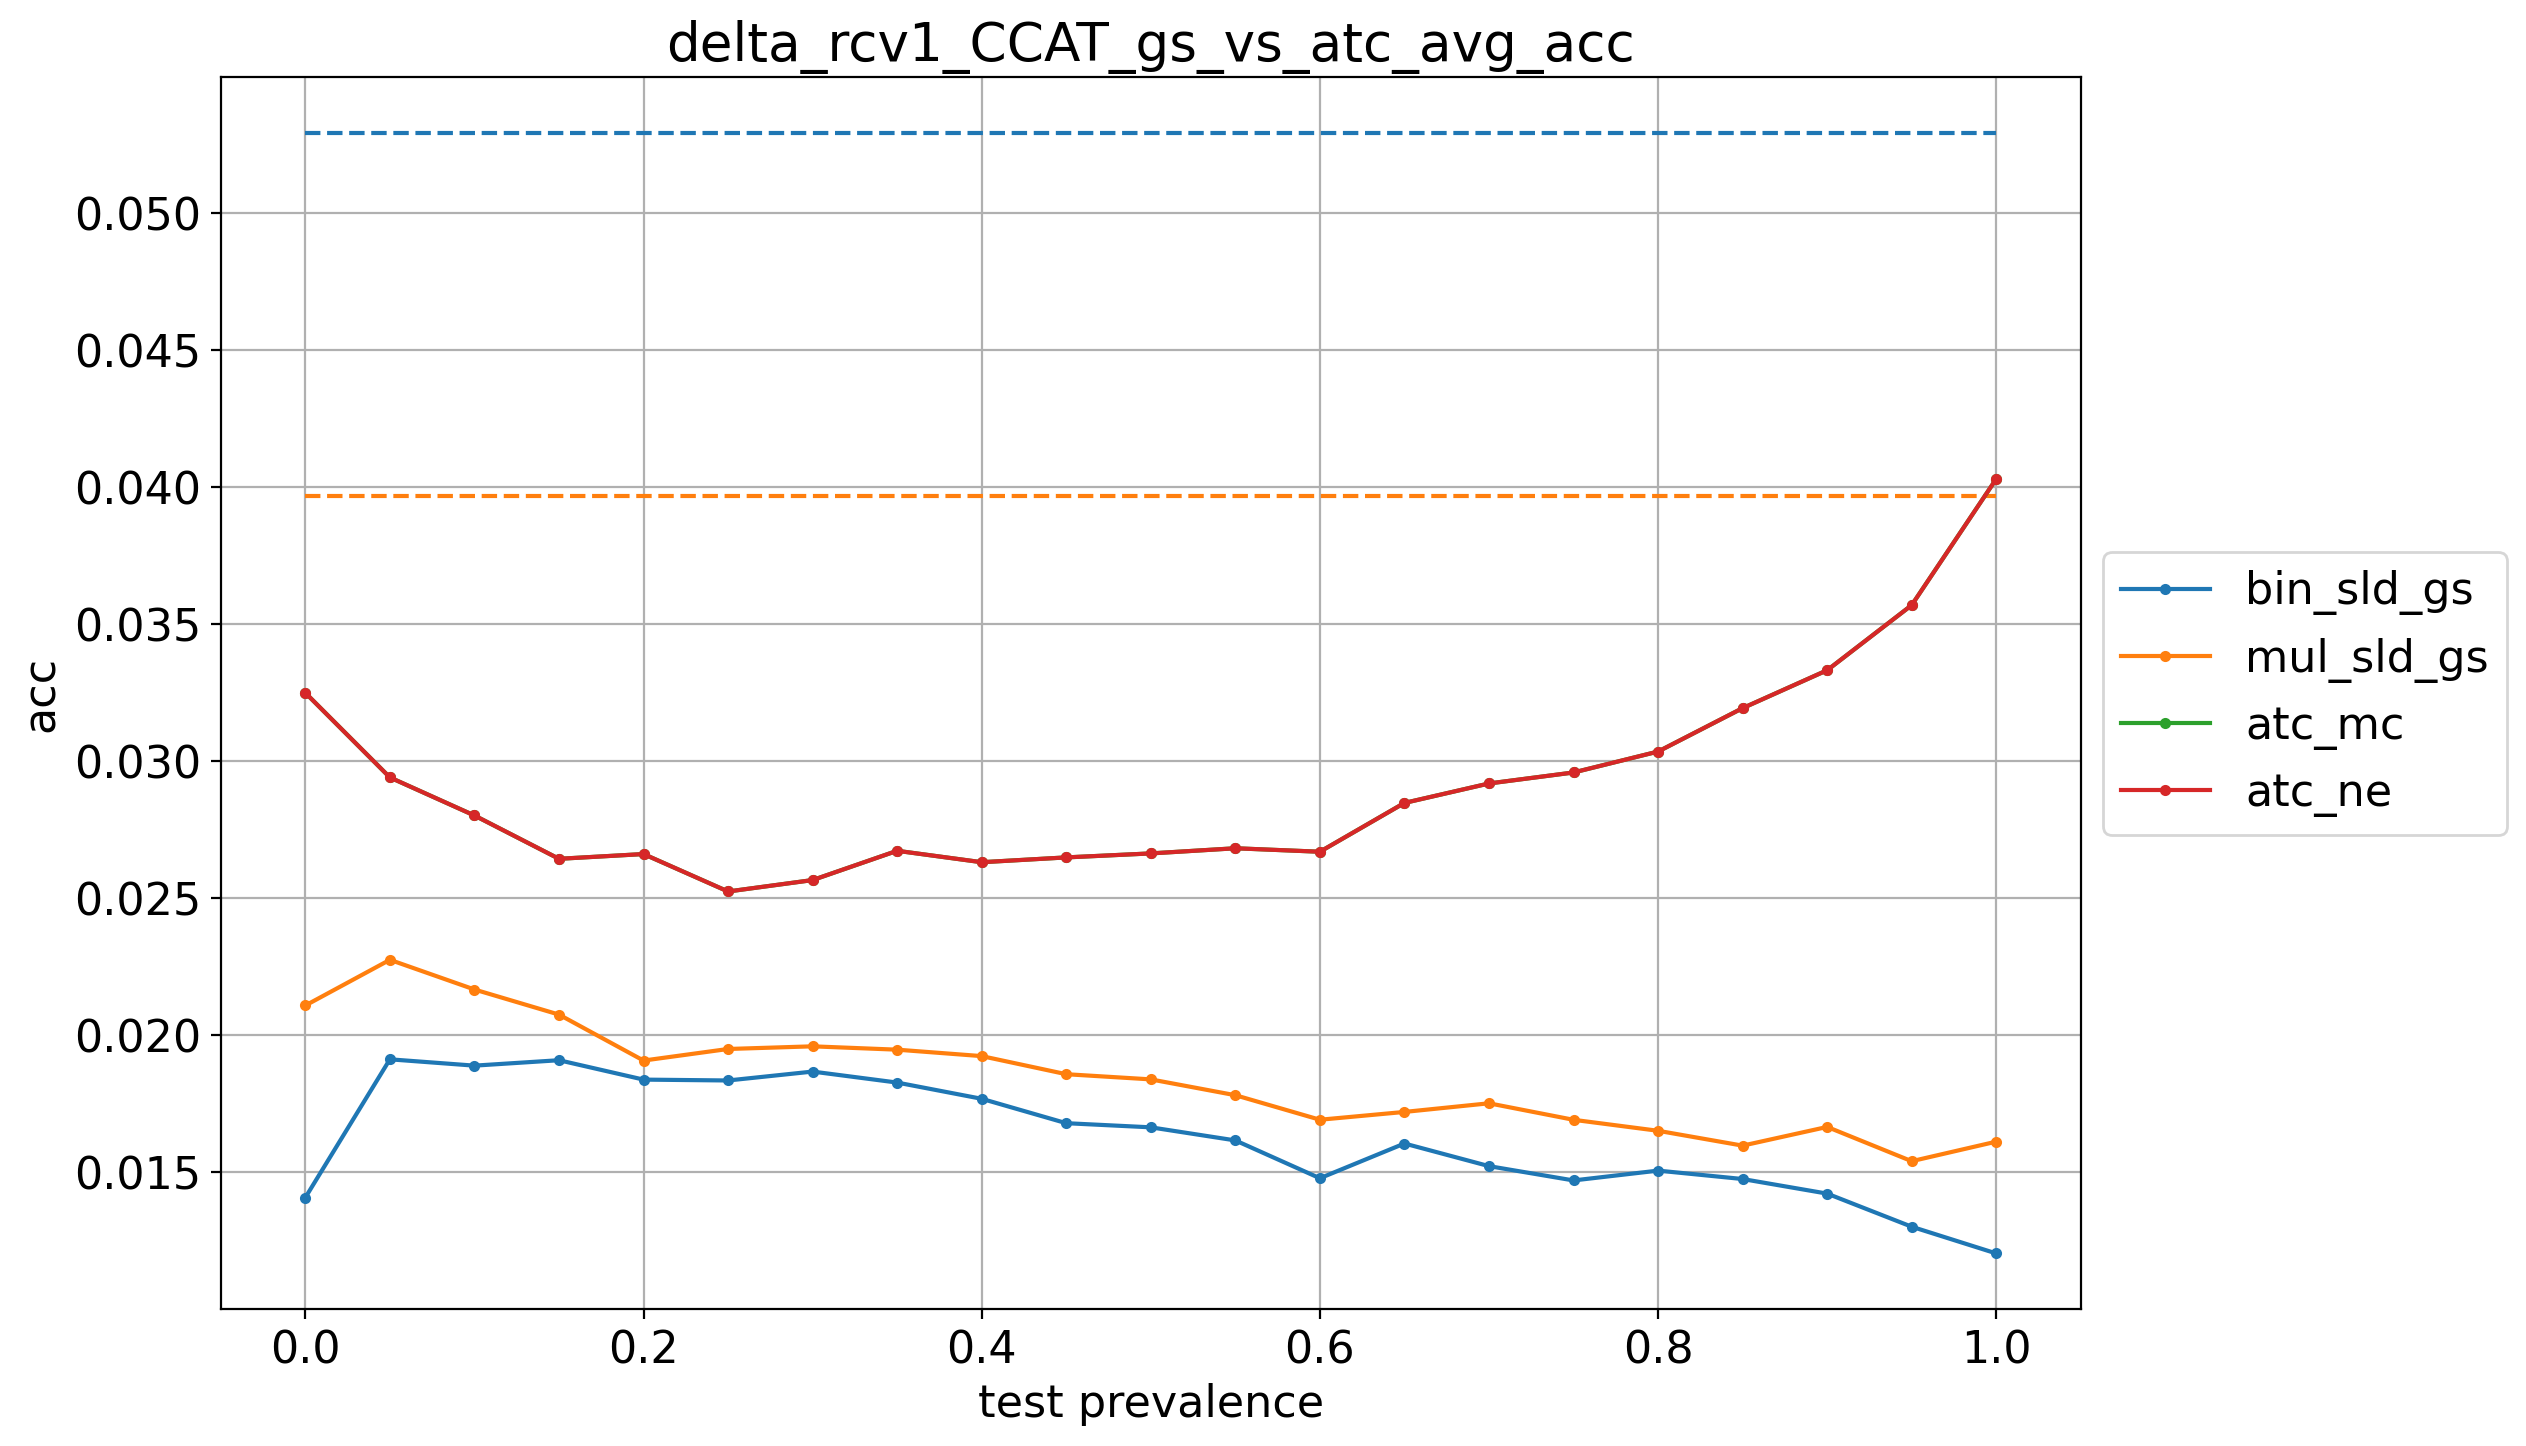 delta_rcv1_CCAT_gs_vs_atc_avg_acc
0.050
0.045
0.040
0.035
0.030
0.025
0.020
0.015
acc
0.0 0.2 0.4 0.6 0.8 1.0
test prevalence
bin_sld_gs
mul_sld_gs
atc_mc
atc_ne